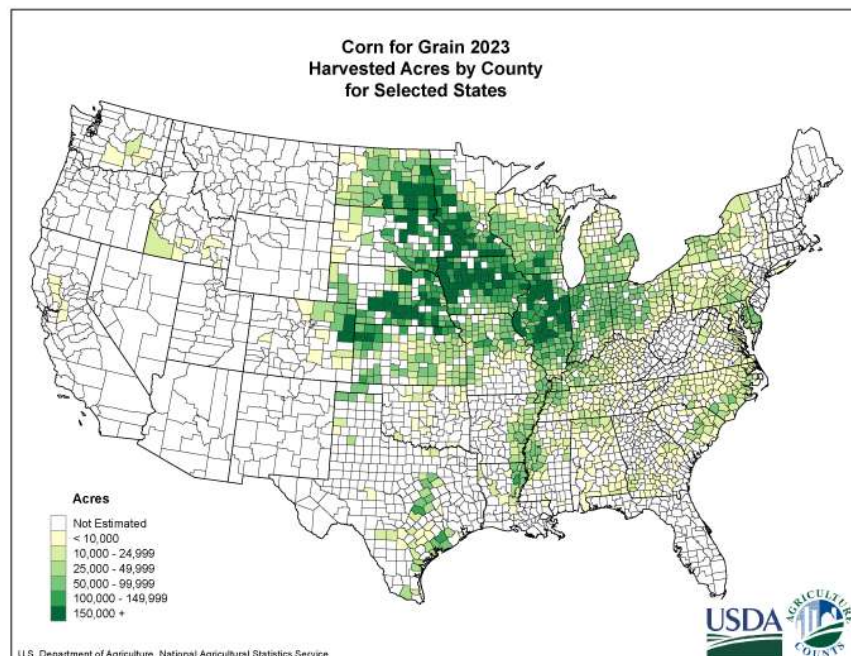 Corn for Grain 2023
Harvested Acres by County
for Selected States
Acres
Not Estimated
< 10,000
10,000 - 24,999
25,000 - 49,999
50,000 - 99,999
100,000 - 149,999
150,000 +
USDA
AGRICULTURE
COUNTS
U.S. Department of Agriculture, National Agricultural Statistics Service